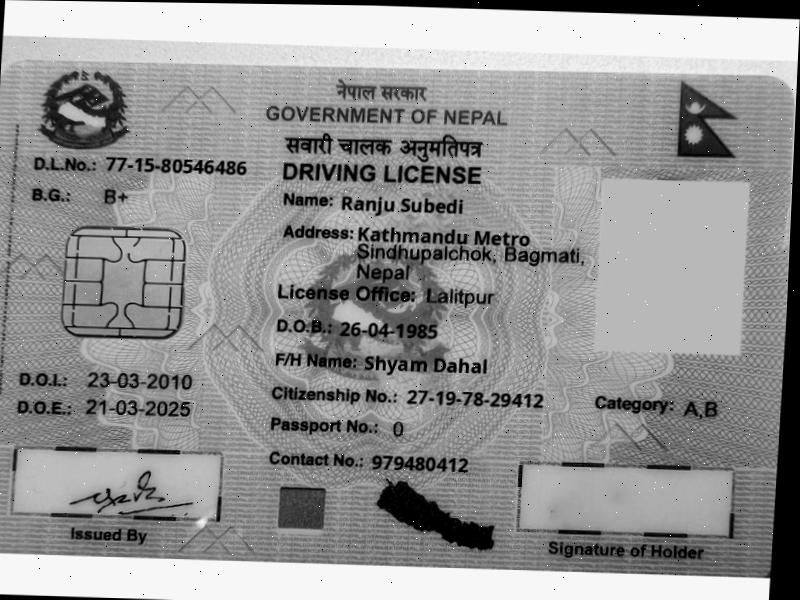 नेपाल सरकार
GOVERNMENT OF NEPAL
सवारी चालक अनुमतिपत्र
DRIVING LICENSE
D.L.No.: 77-15-80546486
B.G.: B+
Name: Ranju Subedi
Address: Kathmandu Metro
Sindhupalchok, Bagmati,
Nepal
License Office: Lalitpur
D.O.B.: 26-04-1985
F/H Name: Shyam Dahal
D.O.I.: 23-03-2010
D.O.E.: 21-03-2025
Citizenship No.: 27-19-78-29412
Category: A,B
Passport No.: 0
Contact No.: 979480412
Issued By
Signature of Holder